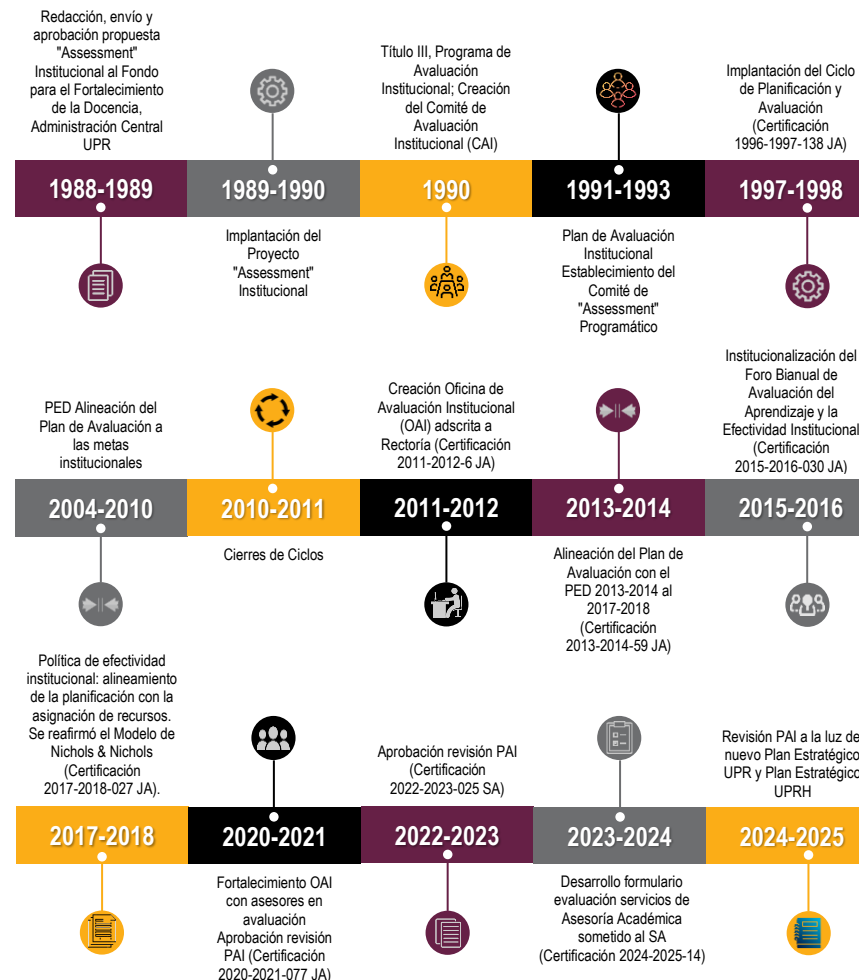 Redacción, envío y
aprobación propuesta
"Assessment"
Institucional al Fondo
para el Fortalecimiento
de la Docencia,
Administración Central
UPR
1988-1989
1989-1990
Implantación del
Proyecto
"Assessment"
Institucional
Título III, Programa de
Avaluación
Institucional; Creación
del Comité de
Avaluación
Institucional (CAI)
1990
1991-1993
Plan de Avaluación
Institucional
Establecimiento del
Comité de
"Assessment"
Programático
Implantación del Ciclo
de Planificación y
Avaluación
(Certificación
1996-1997-138 JA)
1997-1998
PED Alineación del
Plan de Avaluación a
las metas
institucionales
2004-2010
2010-2011
Cierres de Ciclos
Creación Oficina de
Avaluación Institucional
(OAI) adscrita a
Rectoría (Certificación
2011-2012-6 JA)
2011-2012
2013-2014
Alineación del Plan de
Avaluación con el
PED 2013-2014 al
2017-2018
(Certificación
2013-2014-59 JA)
Institucionalización del
Foro Bianual de
Avaluación del
Aprendizaje y la
Efectividad Institucional
(Certificación
2015-2016-030 JA)
2015-2016
Política de efectividad
institucional: alineamiento
de la planificación con la
asignación de recursos.
Se reafirmó el Modelo de
Nichols & Nichols
(Certificación
2017-2018-027 JA).
2017-2018
2020-2021
Fortalecimiento OAI
con asesores en
avaluación
Aprobación revisión
PAI (Certificación
2020-2021-077 JA)
Aprobación revisión PAI
(Certificación
2022-2023-025 SA)
2022-2023
2023-2024
Desarrollo formulario
evaluación servicios de
Asesoría Académica
sometido al SA
(Certificación 2024-2025-14)
Revisión PAI a la luz de
nuevo Plan Estratégico
UPR y Plan Estratégico
UPRH
2024-2025